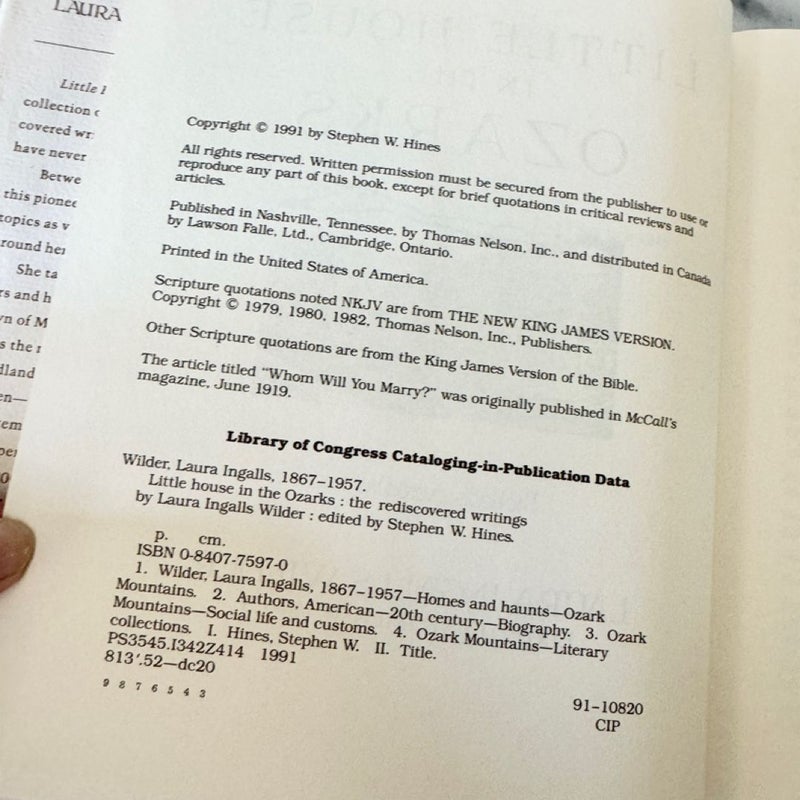 LAURA
Little
collection
covered
have never
this
topics as
She
Copyright © 1991 by Stephen W. Hines
All rights reserved. Written permission must be secured from the publisher to use or
reproduce any part of this book, except for brief quotations in critical reviews and
articles.
Published in Nashville, Tennessee, by Thomas Nelson, Inc., and distributed in Canada
by Lawson Falle, Ltd., Cambridge, Ontario.
Printed in the United States of America.
Scripture quotations noted NKJV are from THE NEW KING JAMES VERSION.
Copyright © 1979, 1980, 1982, Thomas Nelson, Inc., Publishers.
Other Scripture quotations are from the King James Version of the Bible.
The article titled “Whom Will You Marry?” was originally published in McCall’s
magazine, June 1919.
Library of Congress Cataloging-in-Publication Data
Wilder, Laura Ingalls, 1867–1957.
Little house in the Ozarks : the rediscovered writings
by Laura Ingalls Wilder : edited by Stephen W. Hines.
p. cm.
ISBN 0-8407-7597-0
1. Wilder, Laura Ingalls, 1867–1957—Homes and haunts—Ozark
Mountains. 2. Authors, American—20th century—Biography. 3. Ozark
Mountains—Social life and customs. 4. Ozark Mountains—Literary
collections. I. Hines, Stephen W. II. Title.
PS3545.I342Z414 1991
813′.52—dc20
91–10820
CIP
9 8 7 6 5 4 3